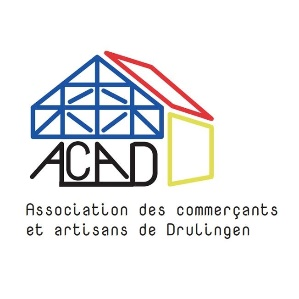 ACAD
Association des commerçants
et artisans de Drulingen